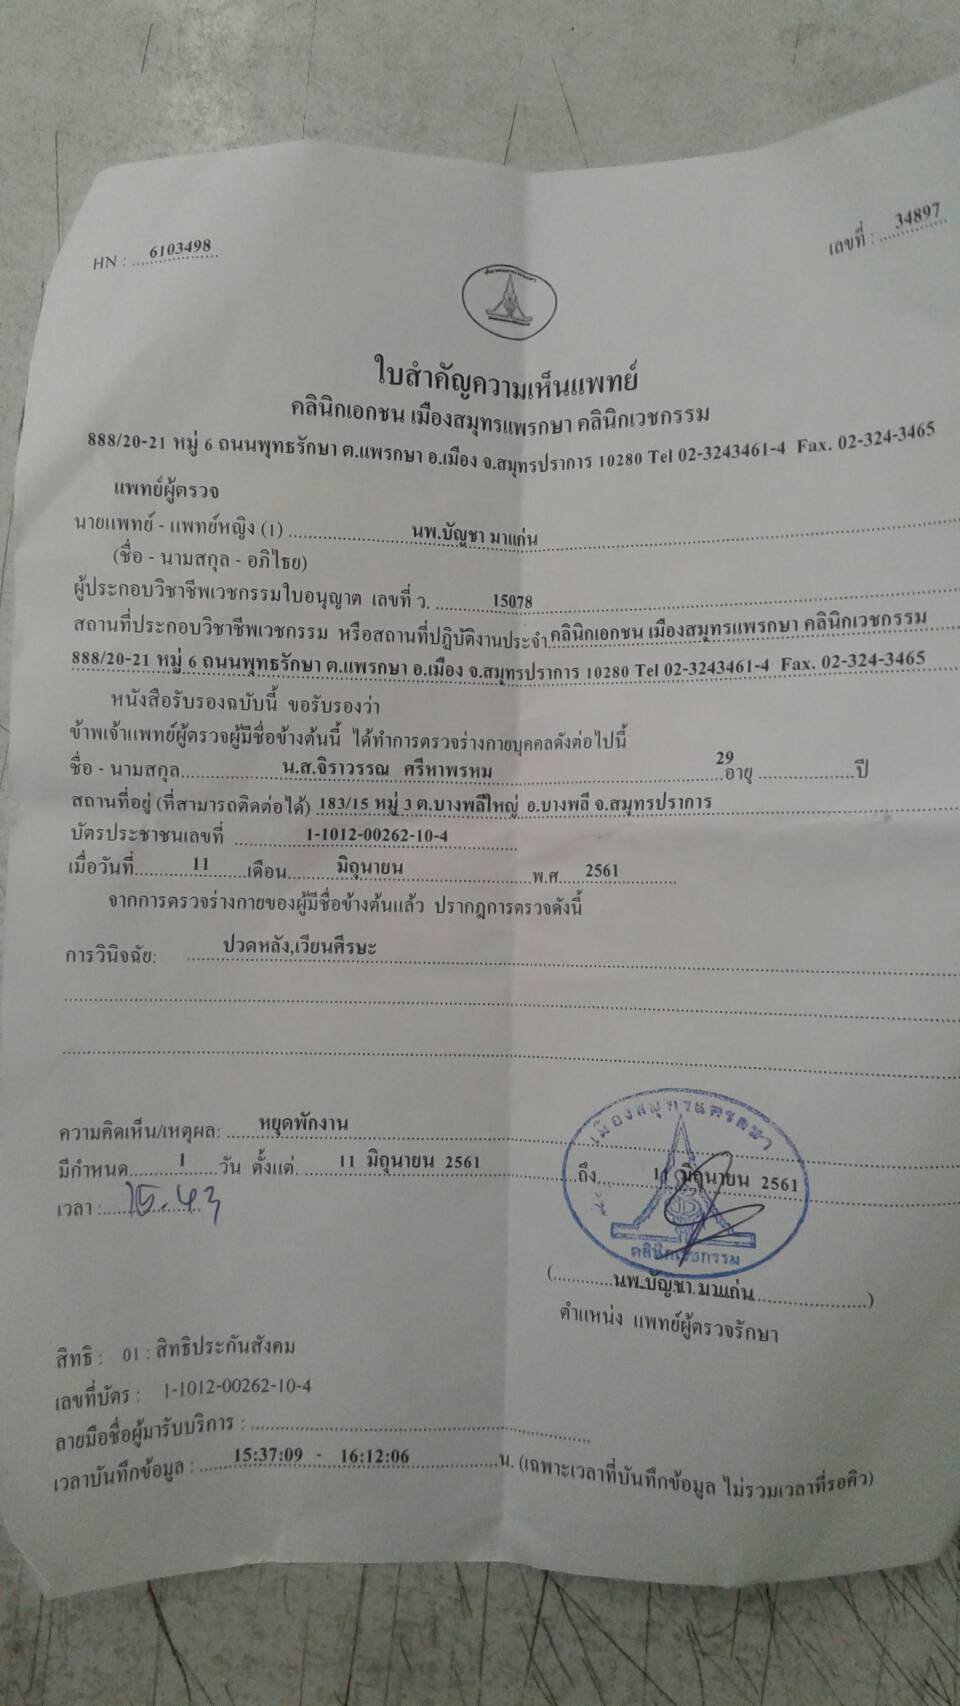 HN : 6103498
เลขที่ : 34897
ใบสำคัญความเห็นแพทย์
คลินิกเอกชน เมืองสมุทรแพรกษา คลินิกเวชกรรม
888/20-21 หมู่ 6 ถนนพุทธรักษา ต.แพรกษา อ.เมือง จ.สมุทรปราการ 10280 Tel 02-3243461-4 Fax. 02-324-3465
แพทย์ผู้ตรวจ
นายแพทย์ - แพทย์หญิง (1) นพ.บัญชา มาแก่น
(ชื่อ - นามสกุล - อภิไธย)
ผู้ประกอบวิชาชีพเวชกรรมใบอนุญาต เลขที่ ว. 15078
สถานที่ประกอบวิชาชีพเวชกรรม หรือสถานที่ปฏิบัติงานประจำ คลินิกเอกชน เมืองสมุทรแพรกษา คลินิกเวชกรรม
888/20-21 หมู่ 6 ถนนพุทธรักษา ต.แพรกษา อ.เมือง จ.สมุทรปราการ 10280 Tel 02-3243461-4 Fax. 02-324-3465
หนังสือรับรองฉบับนี้ ขอรับรองว่า
ข้าพเจ้าแพทย์ผู้ตรวจผู้มีชื่อข้างต้นนี้ ได้ทำการตรวจร่างกายบุคคลดังต่อไปนี้
ชื่อ - นามสกุล น.ส.จิราวรรณ ศรีหาพรหม 29 อายุ ปี
สถานที่อยู่ (ที่สามารถติดต่อได้) 183/15 หมู่ 3 ต.บางพลีใหญ่ อ.บางพลี จ.สมุทรปราการ
บัตรประชาชนเลขที่ 1-1012-00262-10-4
เมื่อวันที่ 11 เดือน มิถุนายน พ.ศ. 2561
จากการตรวจร่างกายของผู้มีชื่อข้างต้นแล้ว ปรากฏการตรวจดังนี้
การวินิจฉัย: ปวดหลัง,เวียนศีรษะ
ความคิดเห็น/เหตุผล: หยุดพักงาน
มีกำหนด 1 วัน ตั้งแต่ 11 มิถุนายน 2561 ถึง 11 มิถุนายน 2561
เวลา : 15.43
เมืองสมุทรแพรกษา
คลินิกเวชกรรม
(นพ.บัญชา มาแก่น)
ตำแหน่ง แพทย์ผู้ตรวจรักษา
สิทธิ : 01 : สิทธิประกันสังคม
เลขที่บัตร : 1-1012-00262-10-4
ลายมือชื่อผู้มารับบริการ :
เวลาบันทึกข้อมูล : 15:37:09 - 16:12:06 น. (เฉพาะเวลาที่บันทึกข้อมูล ไม่รวมเวลาที่รอคิว)